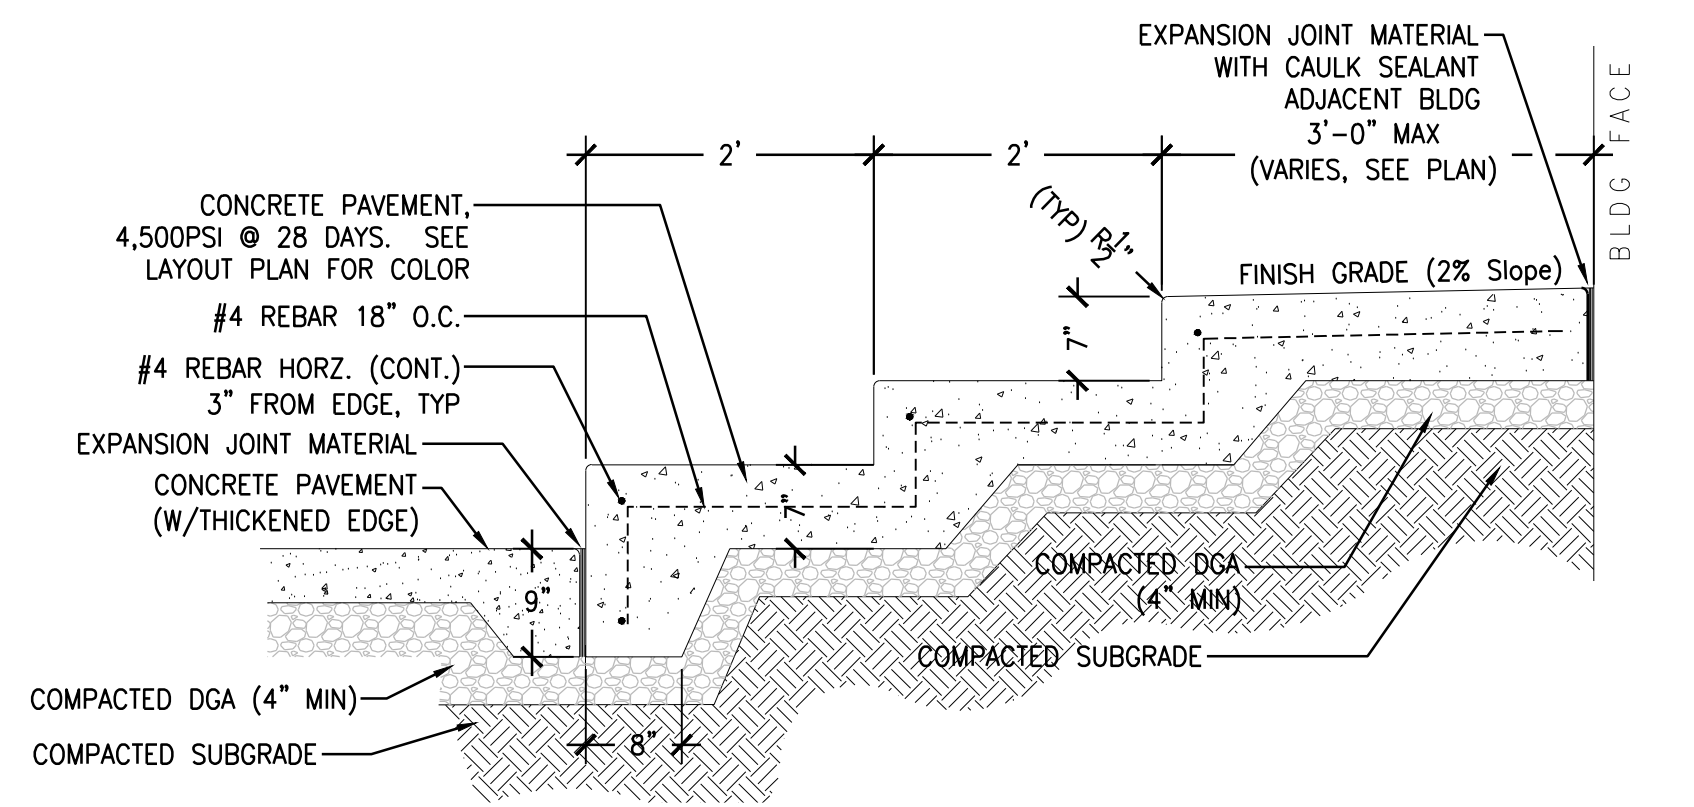 EXPANSION JOINT MATERIAL
WITH CAULK SEALANT
ADJACENT BLDG
3'-0" MAX
(VARIES, SEE PLAN)
BLDG FACE
2'
2'
CONCRETE PAVEMENT,
4,500PSI @ 28 DAYS. SEE
LAYOUT PLAN FOR COLOR
(TYP) R1/2"
FINISH GRADE (2% Slope)
#4 REBAR 18" O.C.
7"
#4 REBAR HORZ. (CONT.)
3" FROM EDGE, TYP
EXPANSION JOINT MATERIAL
CONCRETE PAVEMENT
(W/THICKENED EDGE)
7"
9"
COMPACTED DGA
(4" MIN)
COMPACTED SUBGRADE
COMPACTED DGA (4" MIN)
COMPACTED SUBGRADE
8"